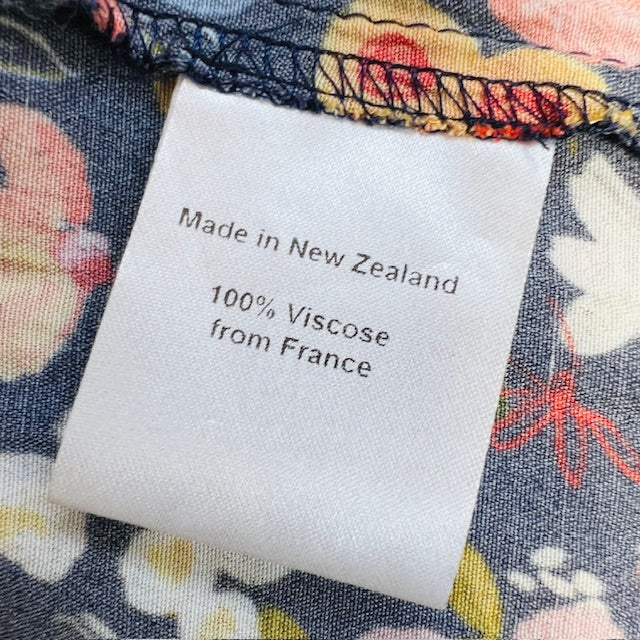 Made in New Zealand
100% Viscose
from France